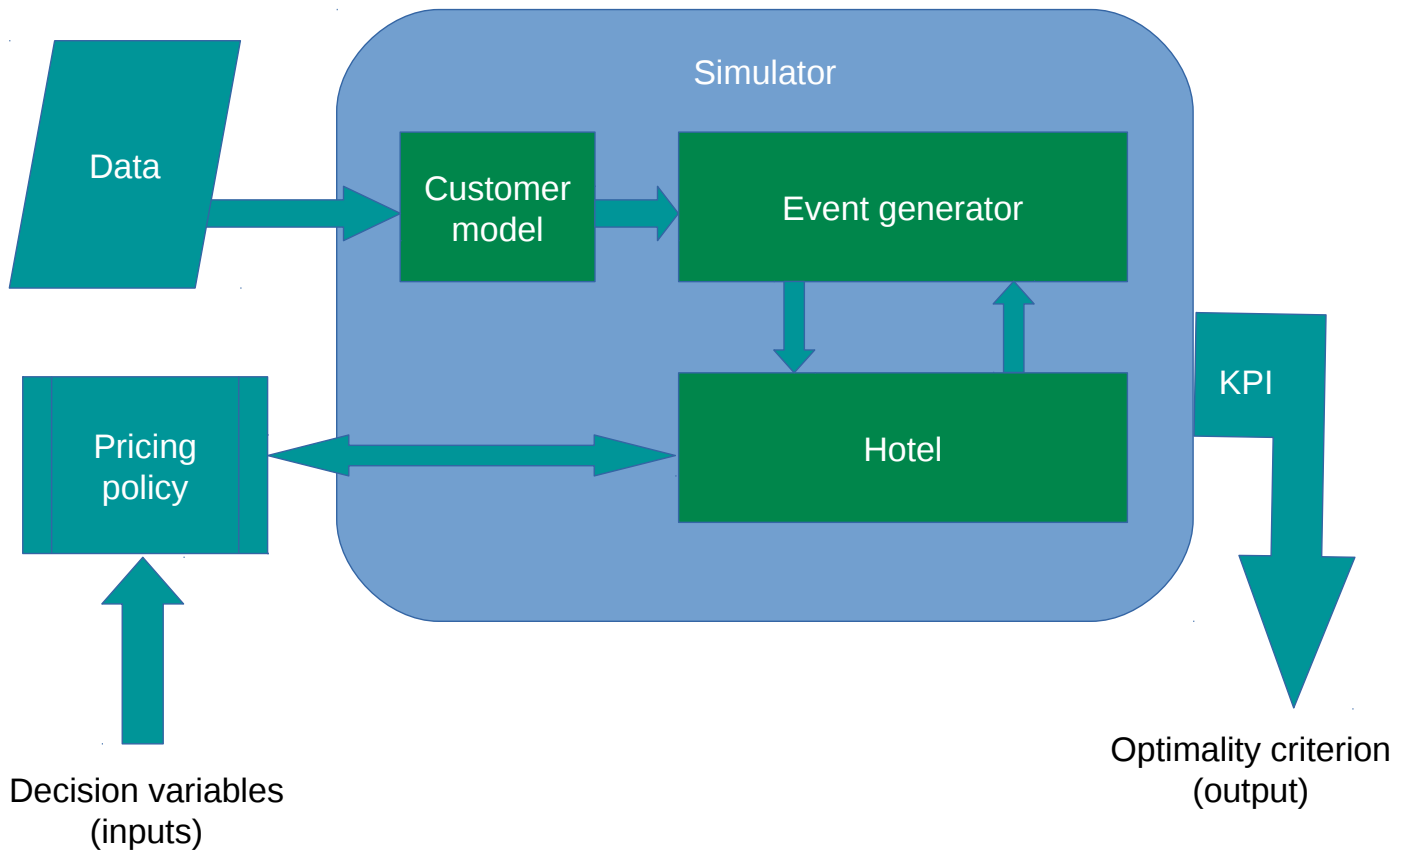 Simulator
Data
Customer
model
Event generator
KPI
Pricing
policy
Hotel
Optimality criterion
(output)
Decision variables
(inputs)